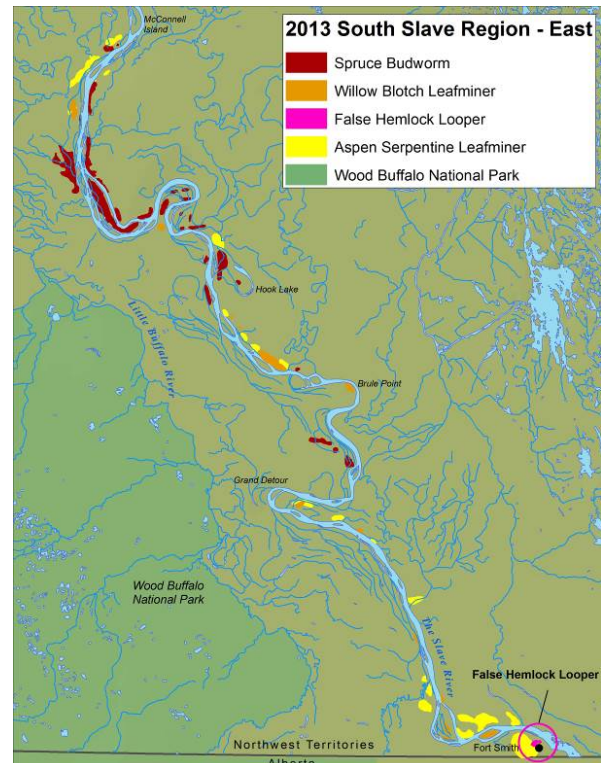 McConnell
Island
2013 South Slave Region - East
Spruce Budworm
Willow Blotch Leafminer
False Hemlock Looper
Aspen Serpentine Leafminer
Wood Buffalo National Park
Hook Lake
Little Buffalo River
Brule Point
Grand Detour
Wood Buffalo
National Park
The Slave River
False Hemlock Looper
Fort Smith
Northwest Territories
Alberta